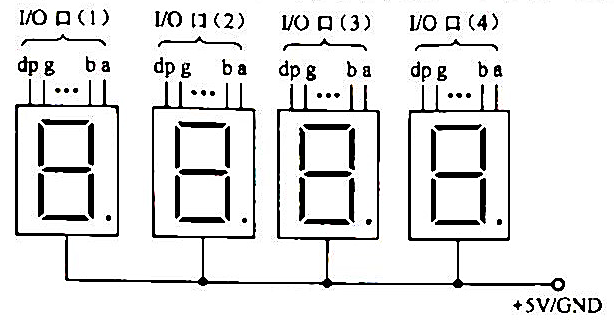 I/O 口(1) I/O 口(2) I/O 口(3) I/O 口(4)
dp g ... b a dp g ... b a dp g ... b a dp g ... b a
+5V/GND